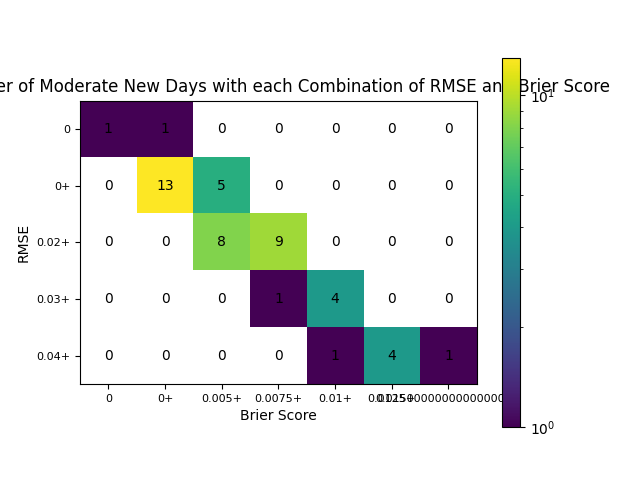 er of Moderate New Days with each Combination of RMSE and Brier Score
RMSE
0 1 1 0 0 0 0 0
0+ 0 13 5 0 0 0 0
0.02+ 0 0 8 9 0 0 0
0.03+ 0 0 0 1 4 0 0
0.04+ 0 0 0 0 1 4 1
0 0+ 0.005+ 0.0075+ 0.01+
Brier Score
10¹
10⁰